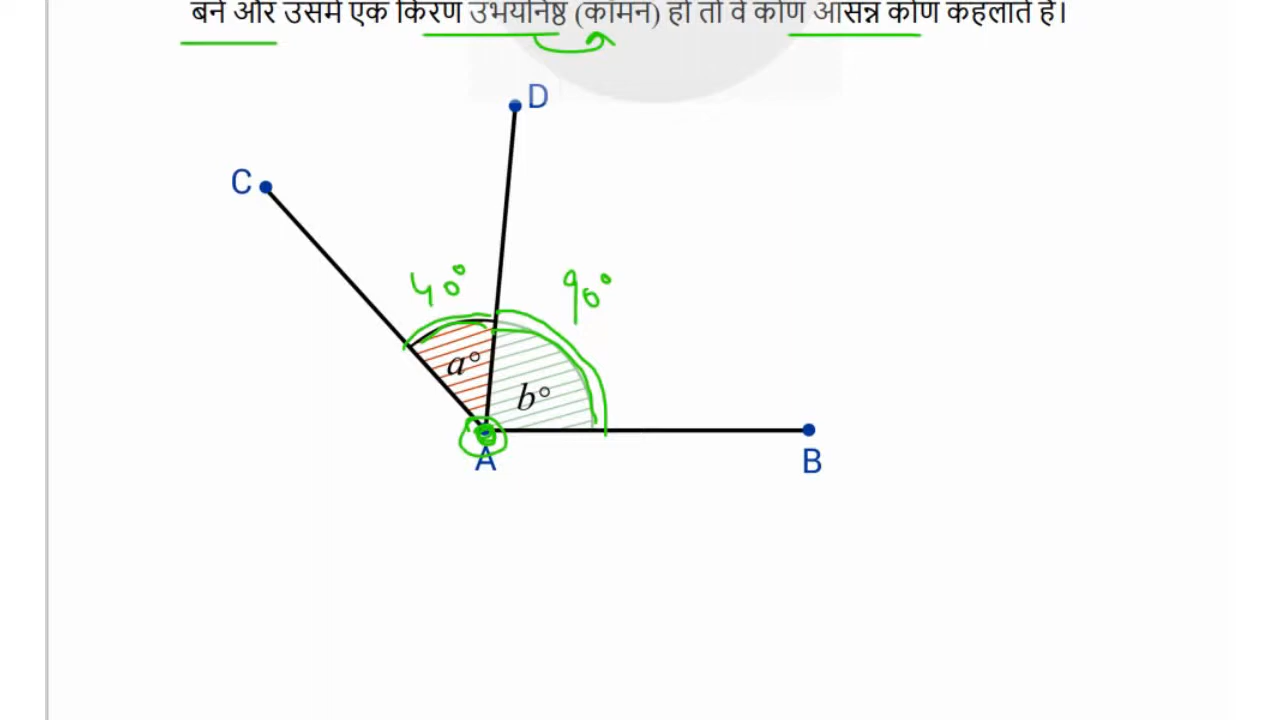 बने और उसमें एक किरण उभयनिष्ठ (कॉमन) हो तो वे कोण आसन्न कोण कहलाते हैं।
D
C
40°
90°
a°
b°
A
B